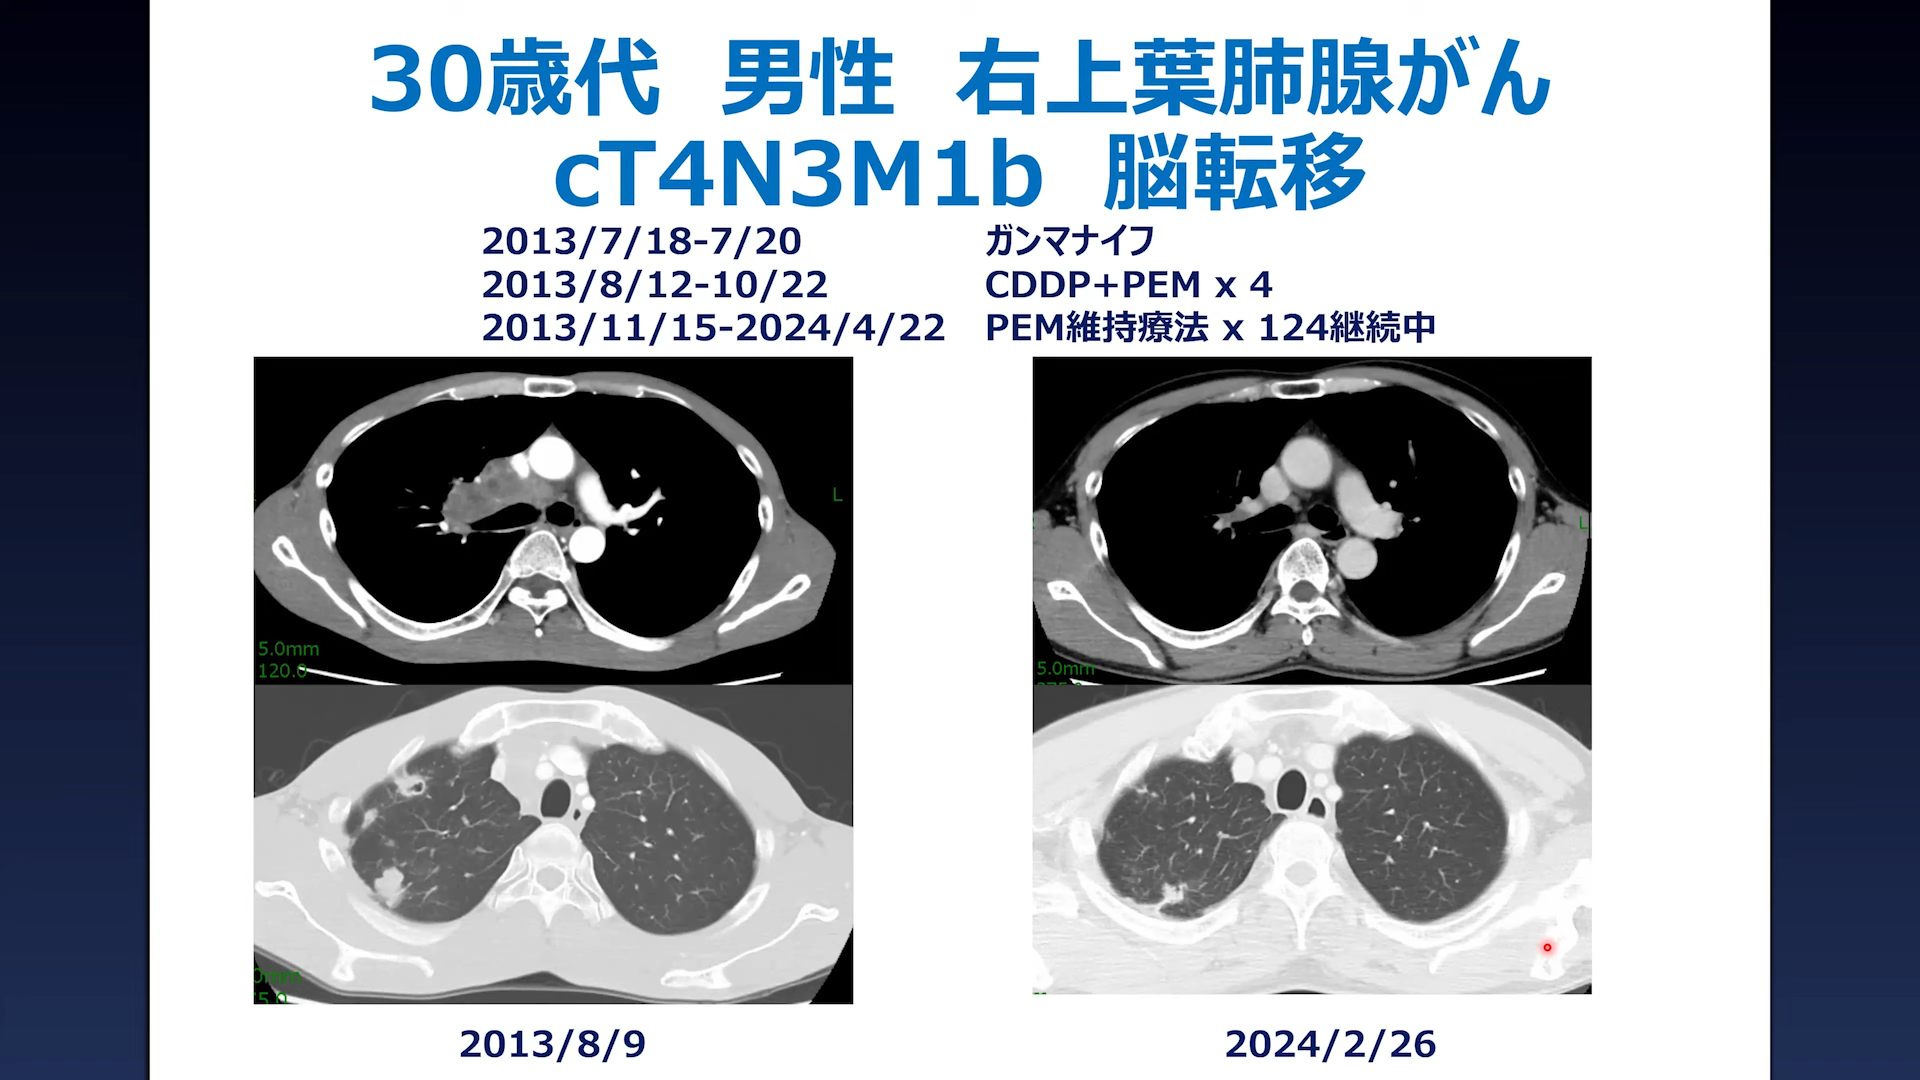 30歳代 男性 右上葉肺腺がん
cT4N3M1b 脳転移
2013/7/18-7/20 ガンマナイフ
2013/8/12-10/22 CDDP+PEM x 4
2013/11/15-2024/4/22 PEM維持療法 x 124継続中
L
L
5.0mm
120.0
5.0mm
0mm
5.0
2013/8/9
2024/2/26